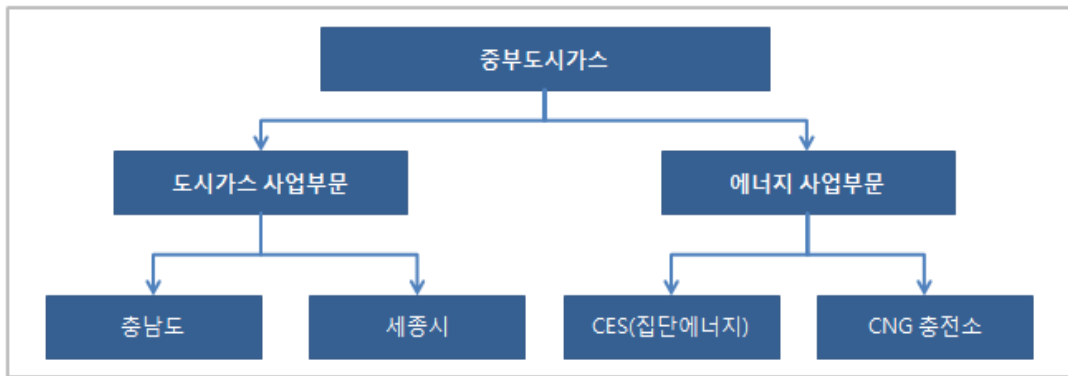 중부도시가스
도시가스 사업부문
에너지 사업부문
충남도
세종시
CES(집단에너지)
CNG 충전소